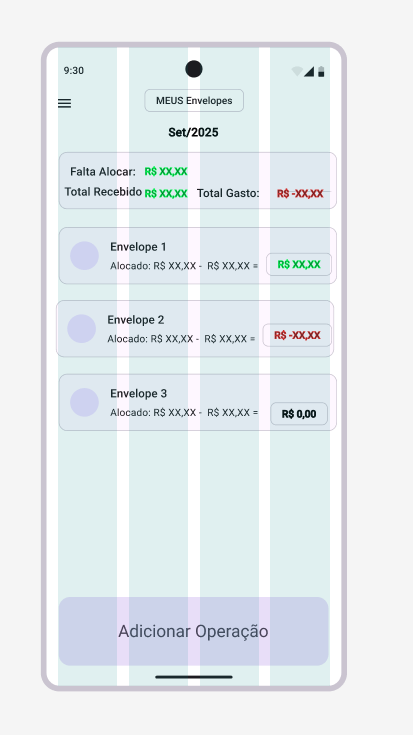 9:30
MEUS Envelopes
Set/2025
Falta Alocar: R$ XX,XX
Total Recebido R$ XX,XX Total Gasto: R$ -XX,XX
Envelope 1
Alocado: R$ XX,XX - R$ XX,XX = R$ XX,XX
Envelope 2
Alocado: R$ XX,XX - R$ XX,XX = R$ -XX,XX
Envelope 3
Alocado: R$ XX,XX - R$ XX,XX = R$ 0,00
Adicionar Operação